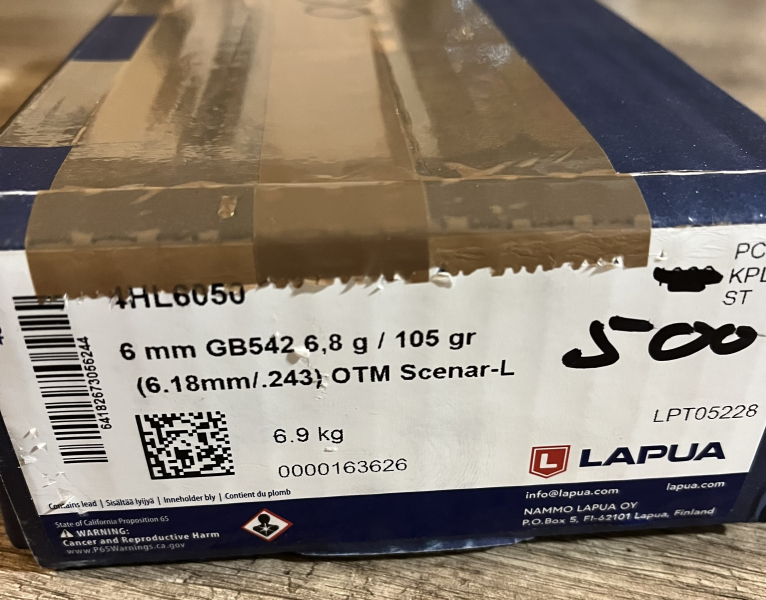 4HL6050
PC
KPL
ST
500
6 mm GB542 6,8 g / 105 gr
(6.18mm/.243) OTM Scenar-L
6.9 kg
0000163626
LPT05228
L LAPUA
Contains lead | Sisältää lyijyä | Inneholder bly | Contient du plomb
State of California Proposition 65
WARNING:
Cancer and Reproductive Harm
www.P65Warnings.ca.gov
info@lapua.com
lapua.com
NAMMO LAPUA OY
P.O.Box 5, FI-62101 Lapua, Finland
64182673056244